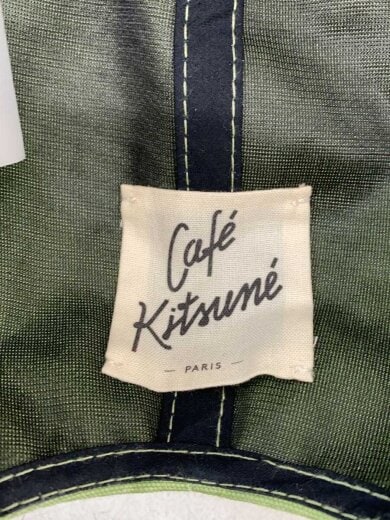 Café
Kitsuné
— PARIS —